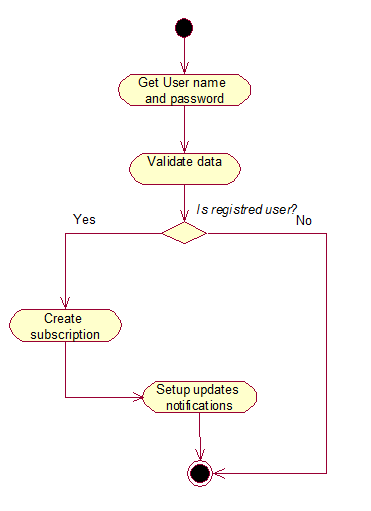 Get User name
and password
Validate data
Is registred user?
Yes
No
Create
subscription
Setup updates
notifications